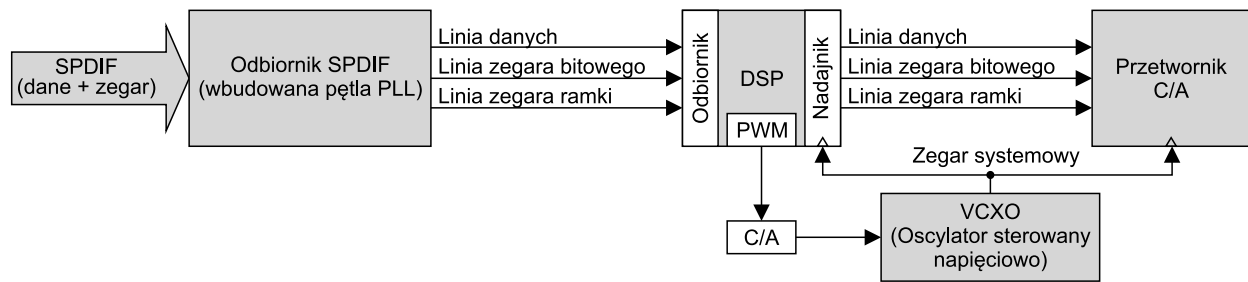 SPDIF
(dane + zegar)
Odbiornik SPDIF
(wbudowana pętla PLL)
Linia danych
Linia zegara bitowego
Linia zegara ramki
Odbiornik
DSP
PWM
Nadajnik
Linia danych
Linia zegara bitowego
Linia zegara ramki
Przetwornik
C/A
Zegar systemowy
C/A
VCXO
(Oscylator sterowany
napięciowo)